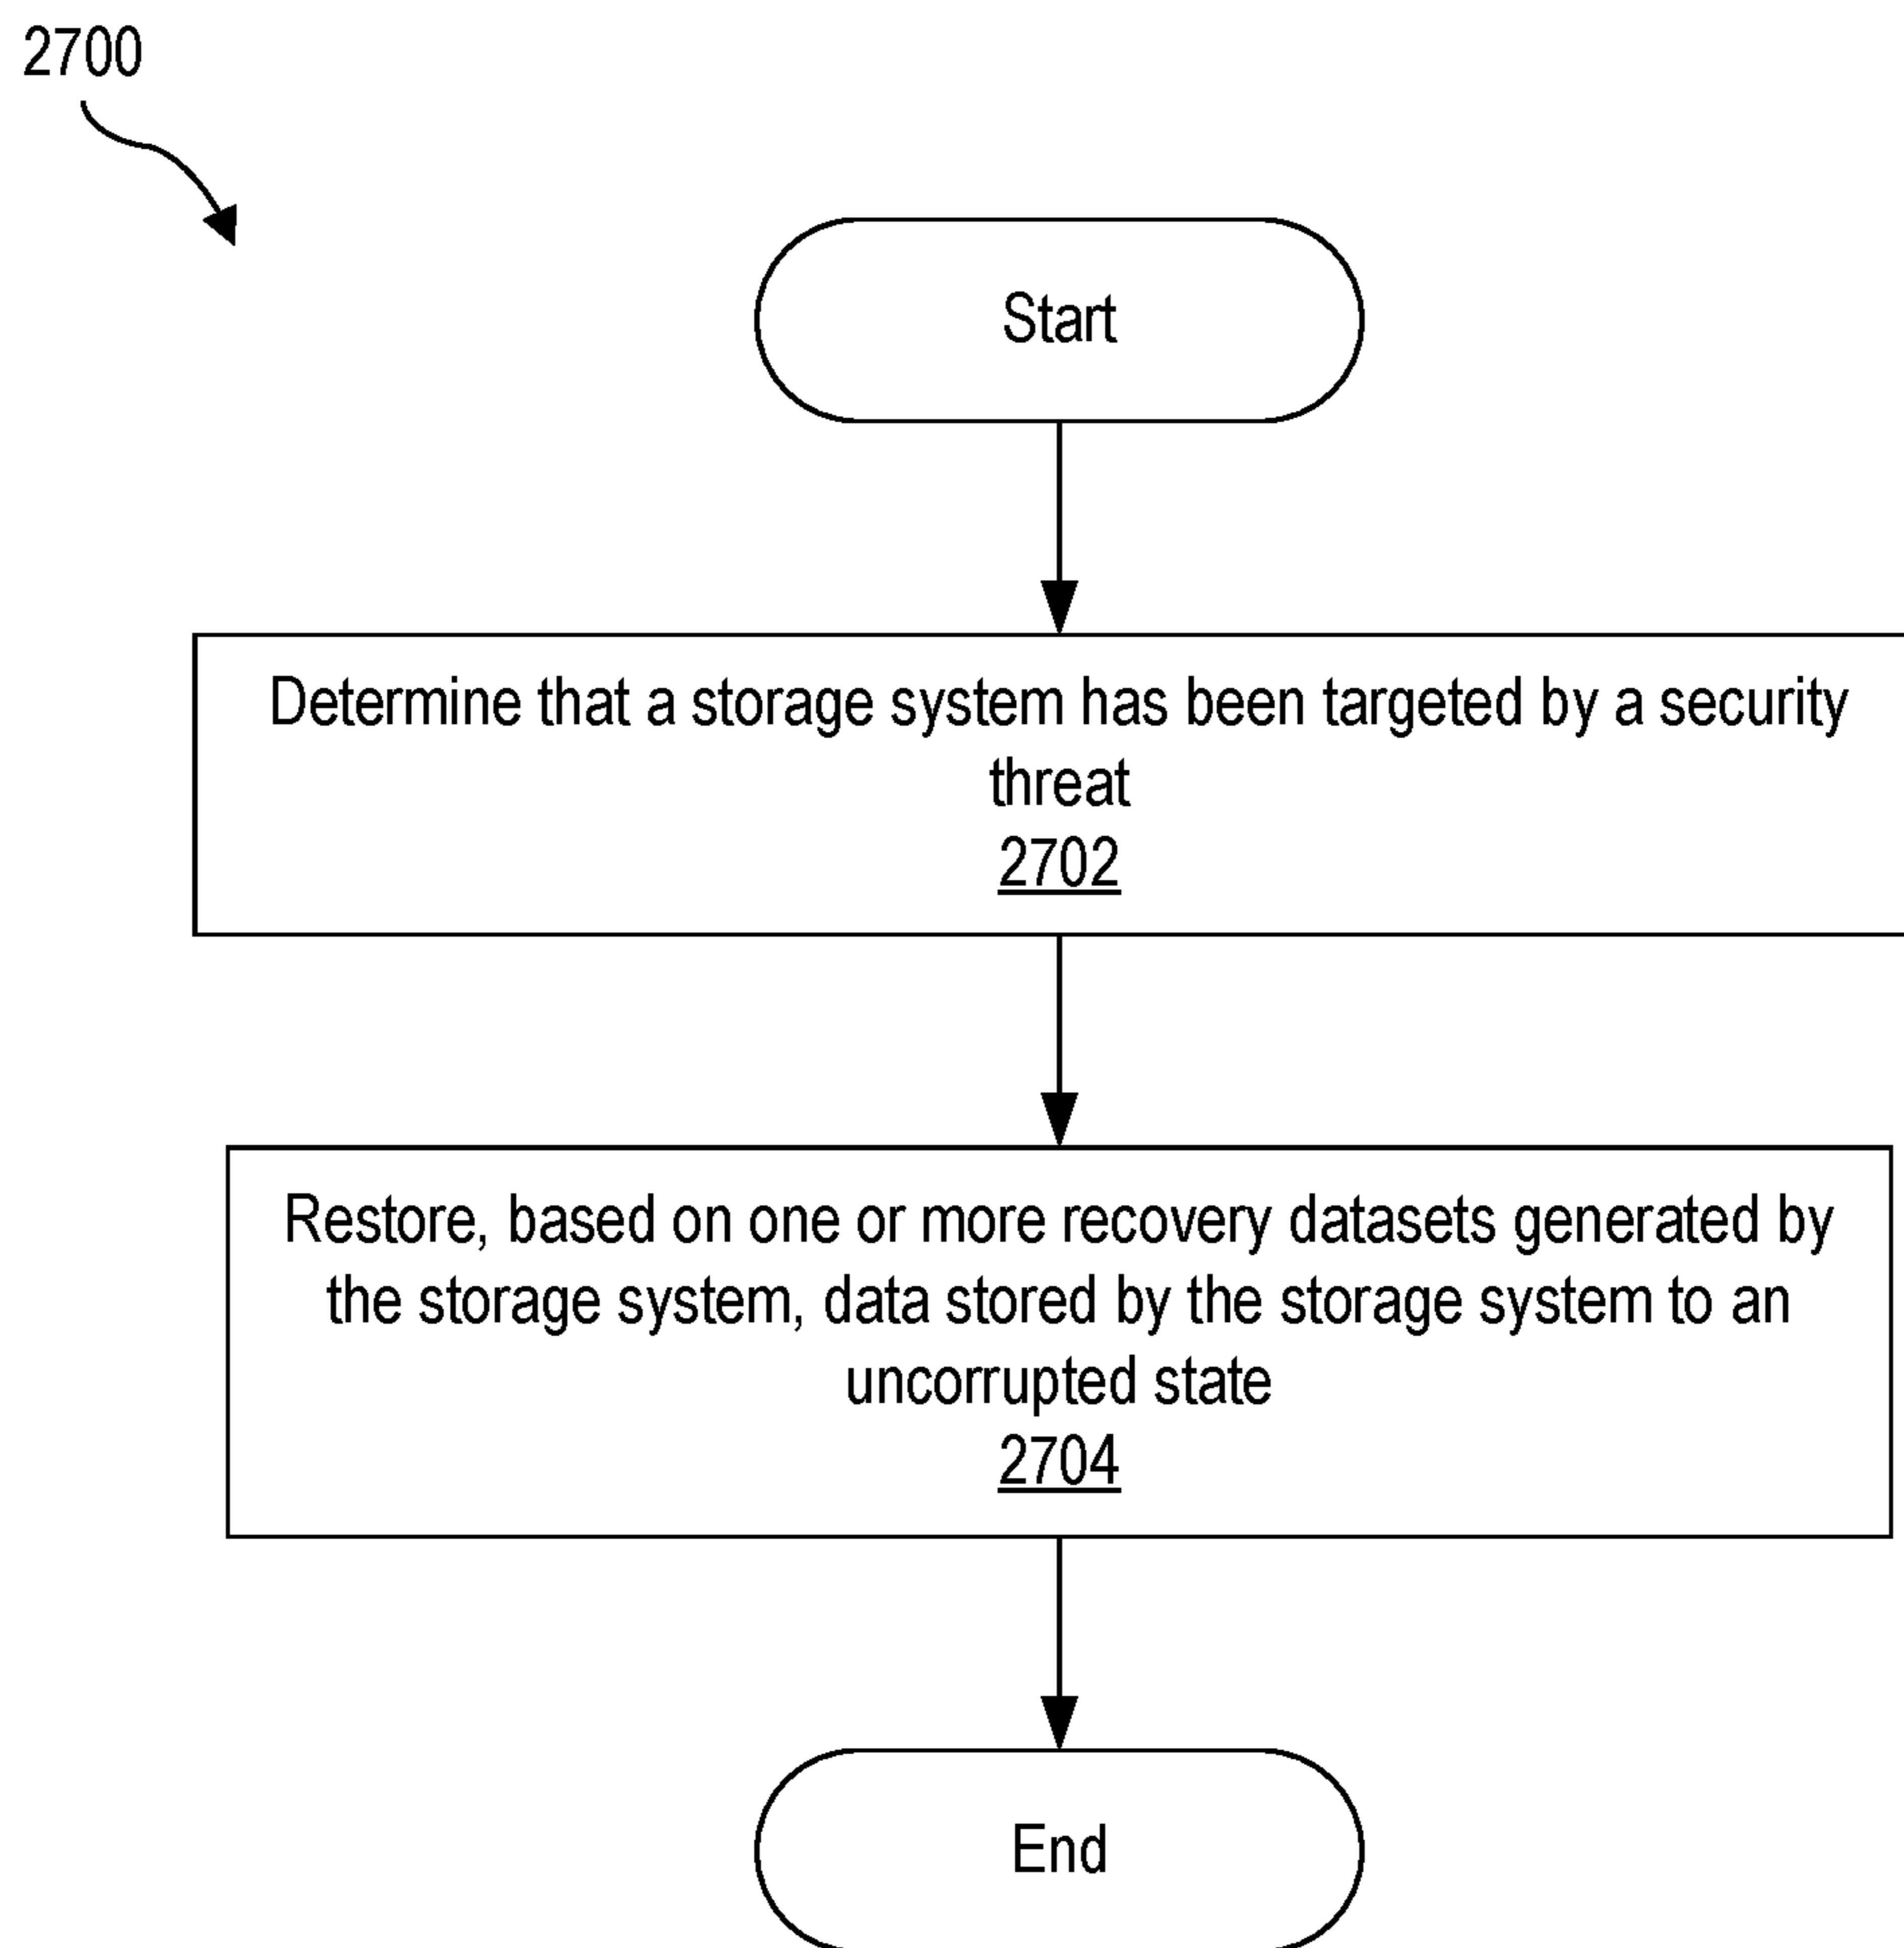 2700
Start
Determine that a storage system has been targeted by a security
threat
2702
Restore, based on one or more recovery datasets generated by
the storage system, data stored by the storage system to an
uncorrupted state
2704
End